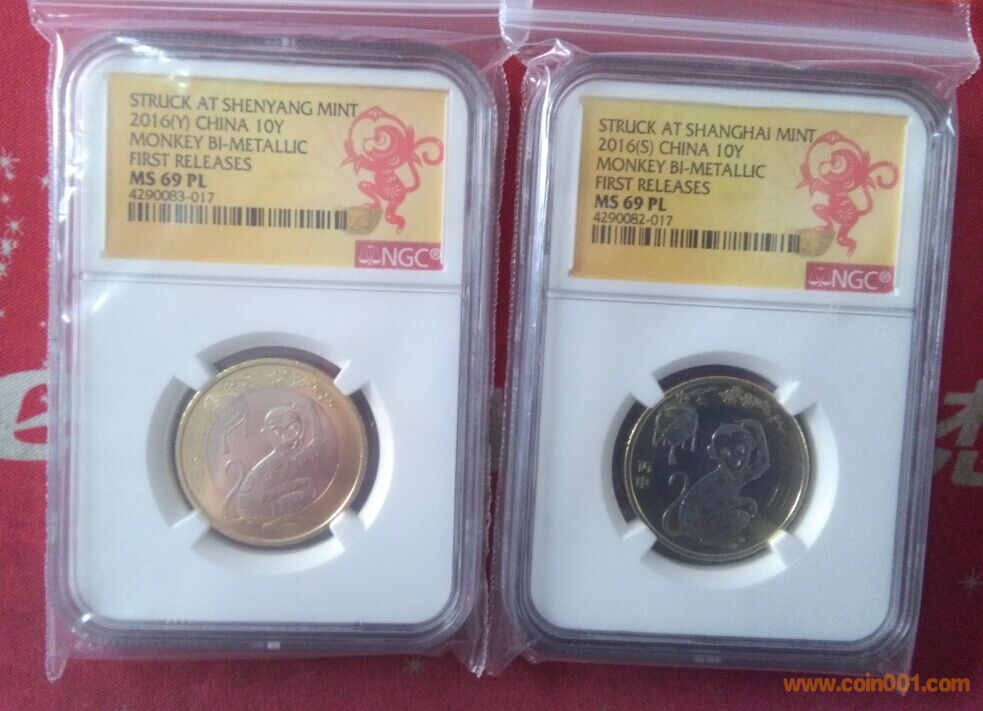 STRUCK AT SHENYANG MINT
2016(Y) CHINA 10Y
MONKEY BI-METALLIC
FIRST RELEASES
MS 69 PL
4290083-017
NGC®
STRUCK AT SHANGHAI MINT
2016(S) CHINA 10Y
MONKEY BI-METALLIC
FIRST RELEASES
MS 69 PL
4290082-017
NGC®
丙申
www.coin001.com